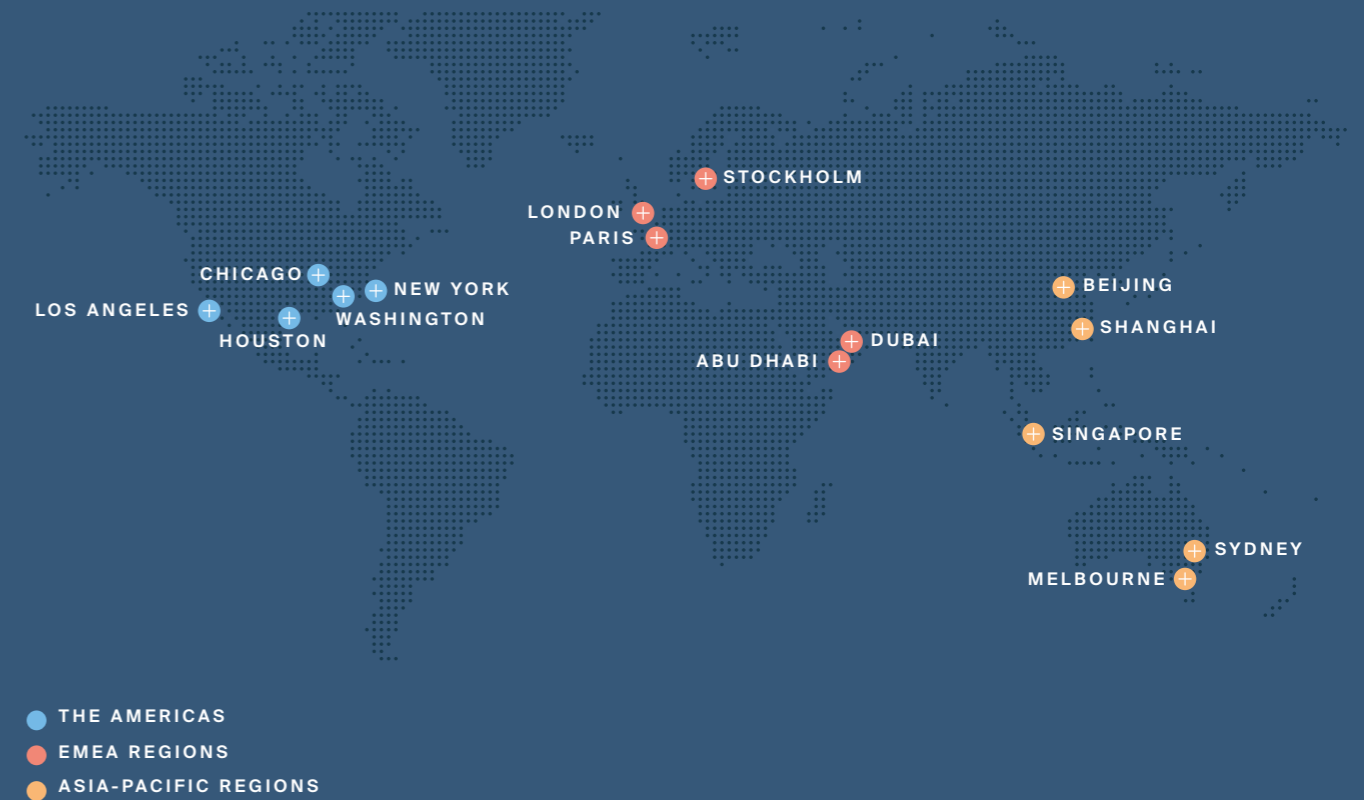 STOCKHOLM
LONDON
PARIS
CHICAGO
NEW YORK
BEIJING
LOS ANGELES
WASHINGTON
SHANGHAI
HOUSTON
DUBAI
ABU DHABI
SINGAPORE
SYDNEY
MELBOURNE
THE AMERICAS
EMEA REGIONS
ASIA-PACIFIC REGIONS